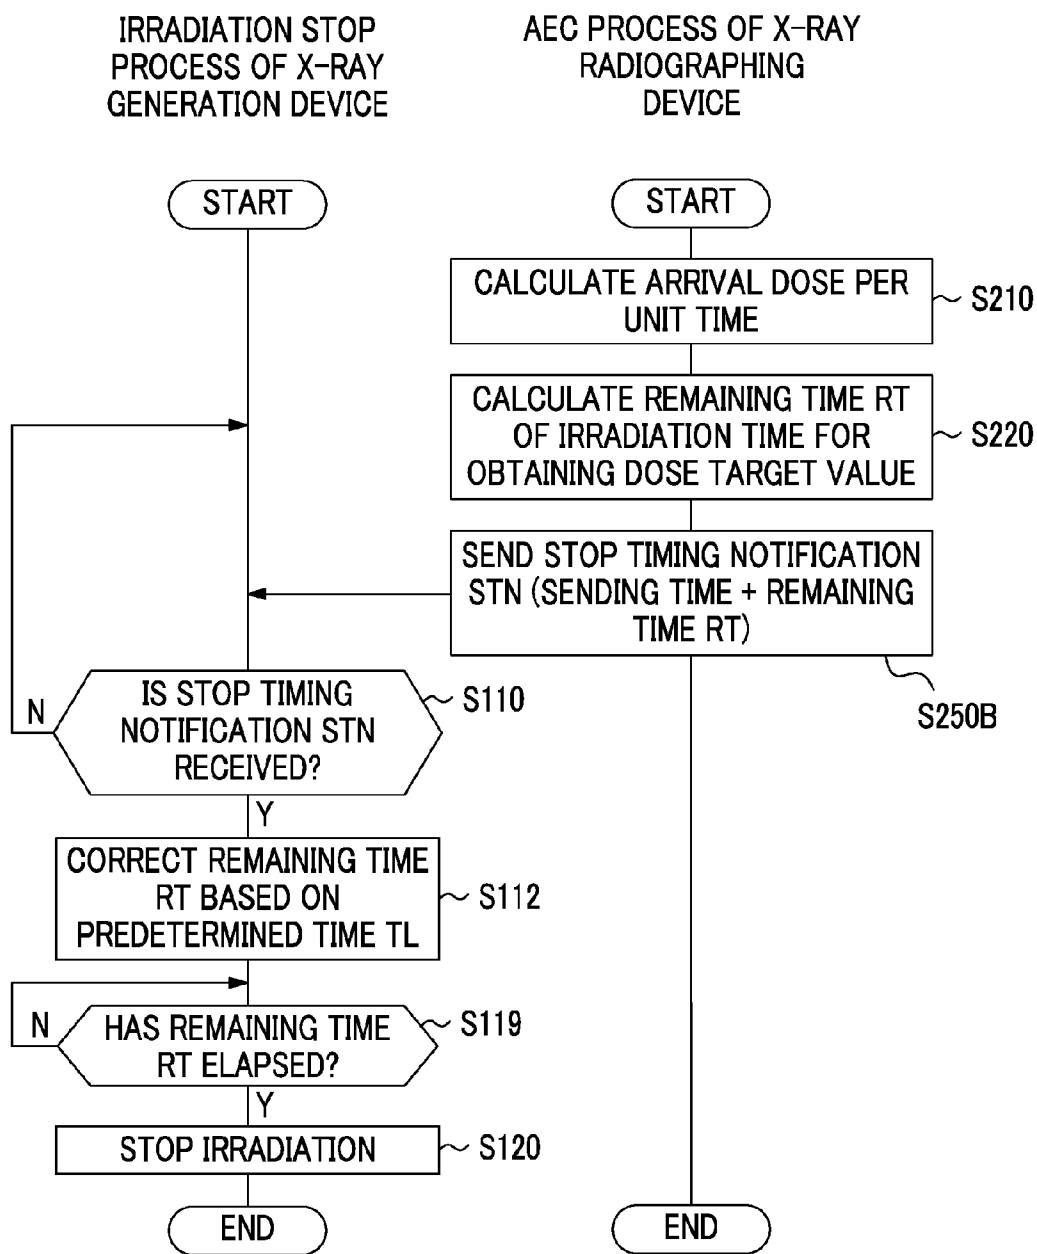 IRRADIATION STOP
PROCESS OF X-RAY
GENERATION DEVICE
AEC PROCESS OF X-RAY
RADIOGRAPHING
DEVICE
START
START
CALCULATE ARRIVAL DOSE PER
UNIT TIME
S210
CALCULATE REMAINING TIME RT
OF IRRADIATION TIME FOR
OBTAINING DOSE TARGET VALUE
S220
SEND STOP TIMING NOTIFICATION
STN (SENDING TIME + REMAINING
TIME RT)
S250B
IS STOP TIMING
NOTIFICATION STN
RECEIVED?
S110
N
Y
CORRECT REMAINING TIME
RT BASED ON
PREDETERMINED TIME TL
S112
HAS REMAINING TIME
RT ELAPSED?
S119
N
Y
STOP IRRADIATION
S120
END
END